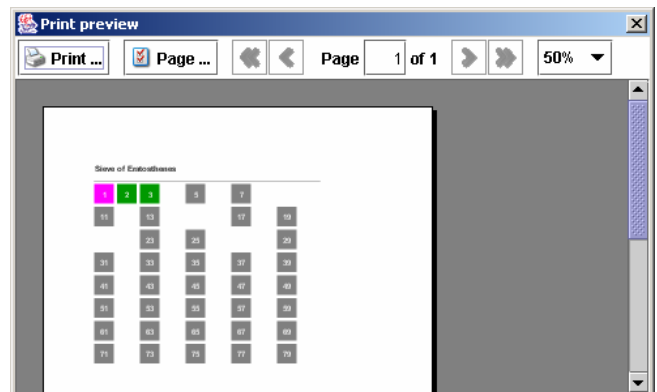 Print preview
Print ... Page ... Page 1 of 1 50%
Sieve of Eratosthenes
1 2 3 5 7
11 13 17 19
23 25 29
31 33 35 37 39
41 43 45 47 49
51 53 55 57 59
61 63 65 67 69
71 73 75 77 79